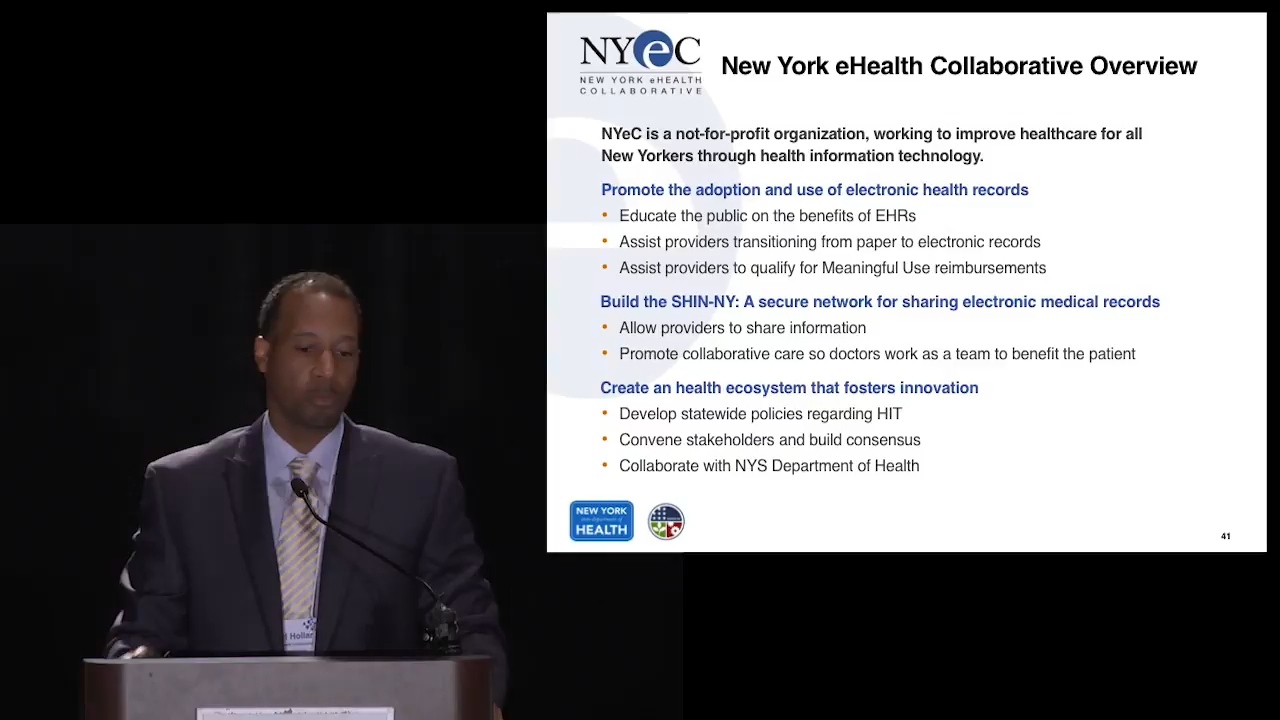 NYeC
NEW YORK eHEALTH
COLLABORATIVE
New York eHealth Collaborative Overview
NYeC is a not-for-profit organization, working to improve healthcare for all
New Yorkers through health information technology.
Promote the adoption and use of electronic health records
• Educate the public on the benefits of EHRs
• Assist providers transitioning from paper to electronic records
• Assist providers to qualify for Meaningful Use reimbursements
Build the SHIN-NY: A secure network for sharing electronic medical records
• Allow providers to share information
• Promote collaborative care so doctors work as a team to benefit the patient
Create an health ecosystem that fosters innovation
• Develop statewide policies regarding HIT
• Convene stakeholders and build consensus
• Collaborate with NYS Department of Health
NEW YORK
HEALTH
41